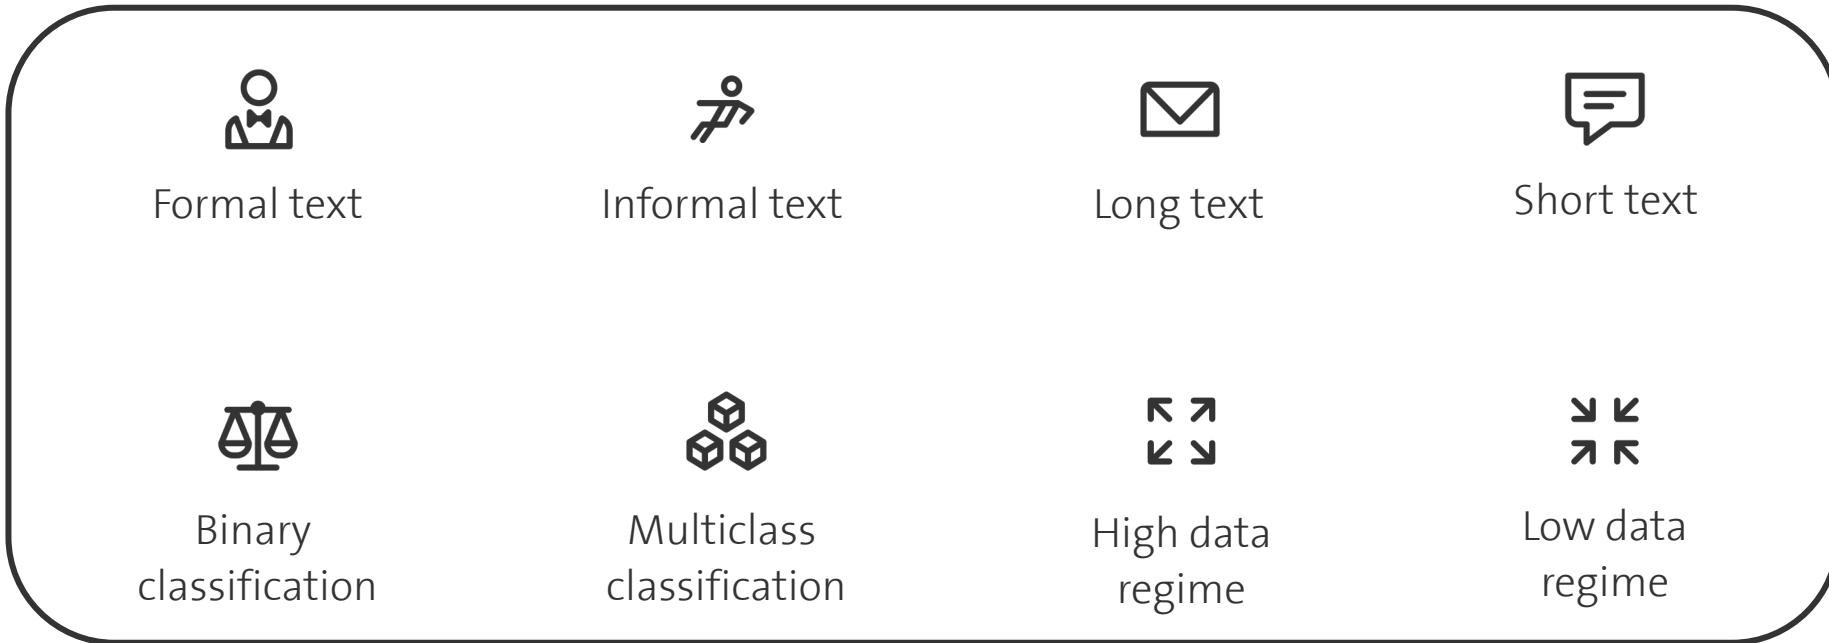 Formal text
Informal text
Long text
Short text
Binary
classification
Multiclass
classification
High data
regime
Low data
regime